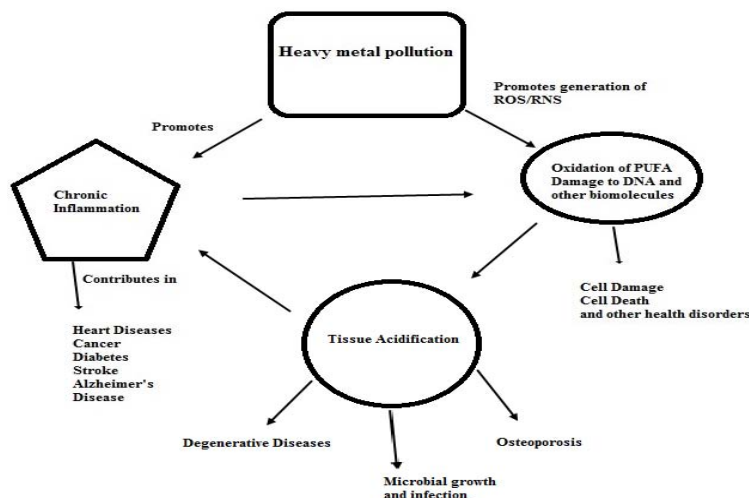 Heavy metal pollution
Promotes generation of
ROS/RNS
Promotes
Chronic
Inflammation
Oxidation of PUFA
Damage to DNA and
other biomolecules
Contributes in
Cell Damage
Cell Death
and other health disorders
Heart Diseases
Cancer
Diabetes
Stroke
Alzheimer's
Disease
Tissue Acidification
Degenerative Diseases
Osteoporosis
Microbial growth
and infection